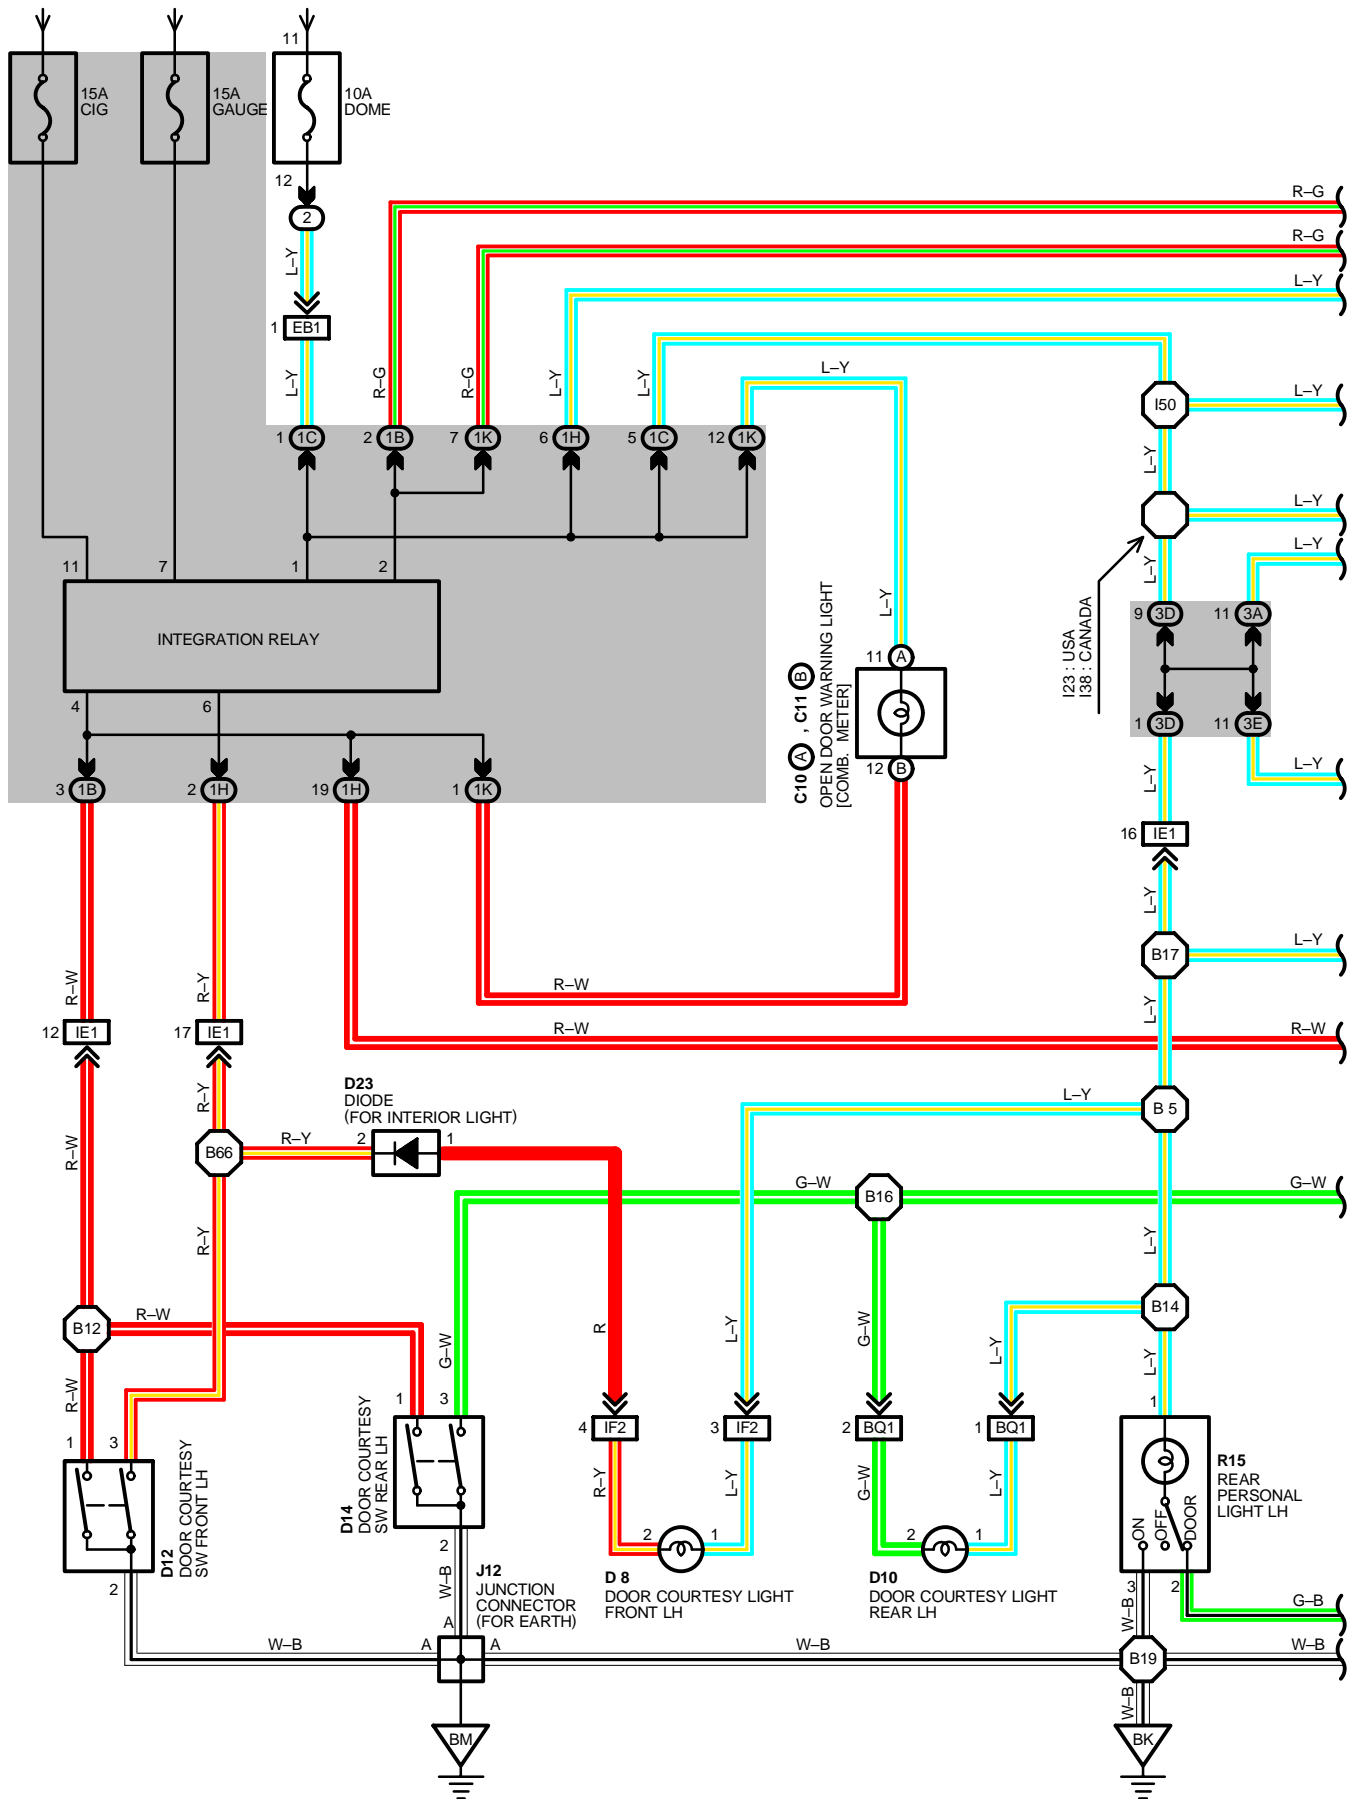 11
15A
CIG
15A
GAUGE
10A
DOME
12
2
R–G
L–Y
R–G
L–Y
1 EB1
L–Y
R–G
R–G
L–Y
L–Y
L–Y
I50
L–Y
1 1C
2 1B
7 1K
6 1H
5 1C
12 1K
L–Y
L–Y
L–Y
L–Y
11
7
1
2
INTEGRATION RELAY
I23 : USA
I38 : CANADA
9 3D
11 3A
L–Y
11 A
C10 A , C11 B
OPEN DOOR WARNING LIGHT
[COMB. METER]
12 B
4
6
1 3D
11 3E
L–Y
L–Y
3 1B
2 1H
19 1H
1 1K
16 IE1
L–Y
B17
L–Y
R–W
R–Y
R–W
L–Y
12 IE1
17 IE1
R–W
R–W
R–Y
D23
DIODE
(FOR INTERIOR LIGHT)
L–Y
B 5
R–W
B66
R–Y
2
1
G–W
B16
G–W
R–Y
L–Y
B12
R–W
B14
R
L–Y
G–W
L–Y
G–W
L–Y
R–W
1
3
D14
DOOR COURTESY
SW REAR LH
4 IF2
3 IF2
2 BQ1
1 BQ1
1
1
3
D12
DOOR COURTESY
SW FRONT LH
R–Y
L–Y
G–W
L–Y
R15
REAR
PERSONAL
LIGHT LH
ON
OFF
DOOR
2
1
2
1
2
W–B
2
J12
JUNCTION
CONNECTOR
(FOR EARTH)
D 8
DOOR COURTESY LIGHT
FRONT LH
D10
DOOR COURTESY LIGHT
REAR LH
3
2
G–B
W–B
A
W–B
A
A
W–B
B19
W–B
W–B
BM
BK